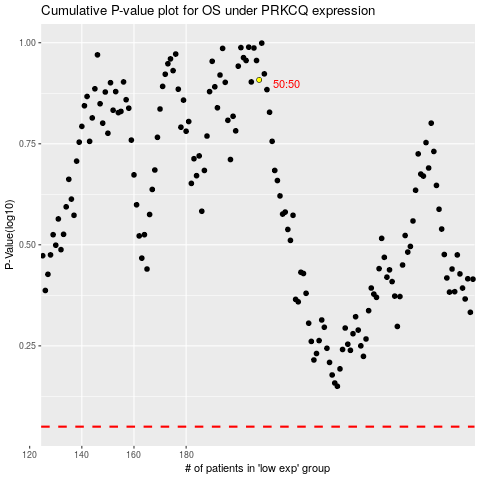 Cumulative P-value plot for OS under PRKCQ expression
P-Value(log10)
1.00
0.75
0.50
0.25
50:50
120 140 160 180
# of patients in 'low exp' group